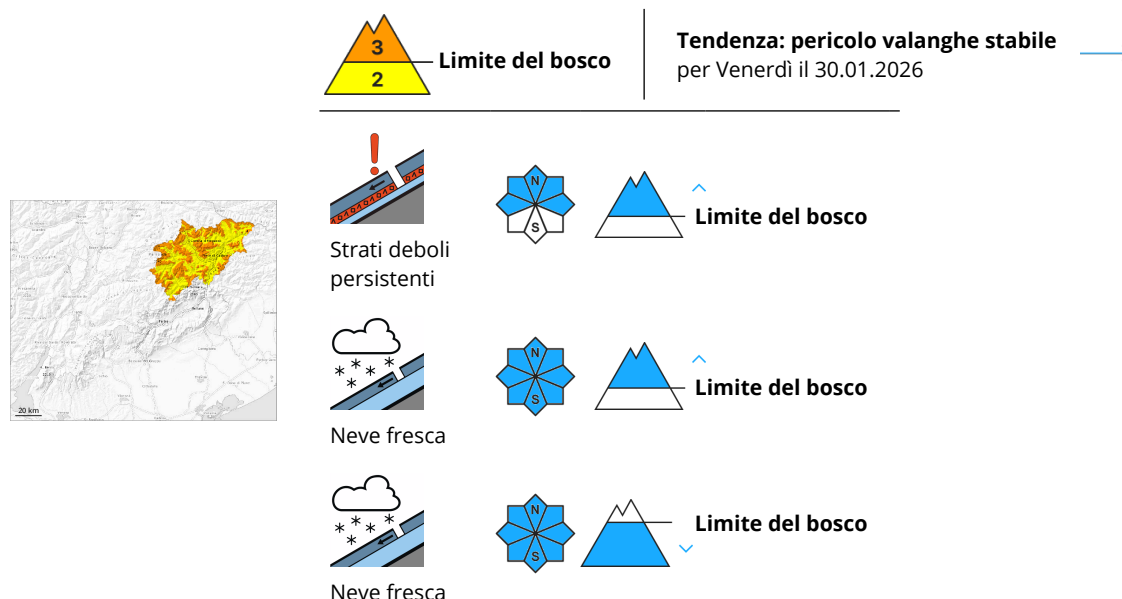 3
2
Limite del bosco
Tendenza: pericolo valanghe stabile
per Venerdì il 30.01.2026
N
S
Limite del bosco
Strati deboli
persistenti
N
S
Limite del bosco
Neve fresca
N
S
Limite del bosco
Neve fresca
20 km